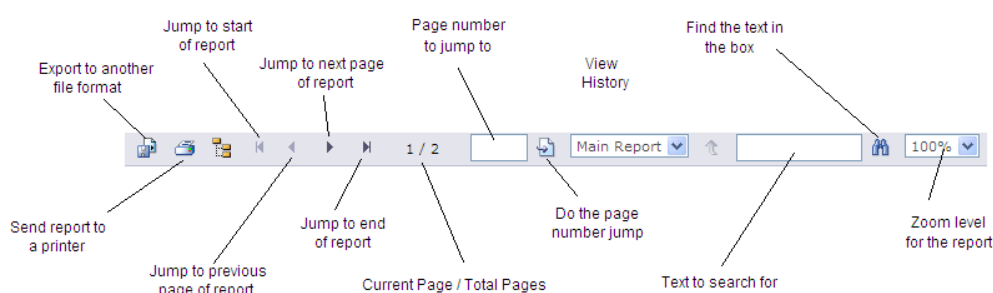 Jump to start
of report
Page number
to jump to
Find the text in
the box
Export to another
file format
Jump to next page
of report
View
History
1 / 2
Main Report
100%
Send report to
a printer
Jump to end
of report
Do the page
number jump
Zoom level
for the report
Jump to previous
page of report
Current Page / Total Pages
Text to search for